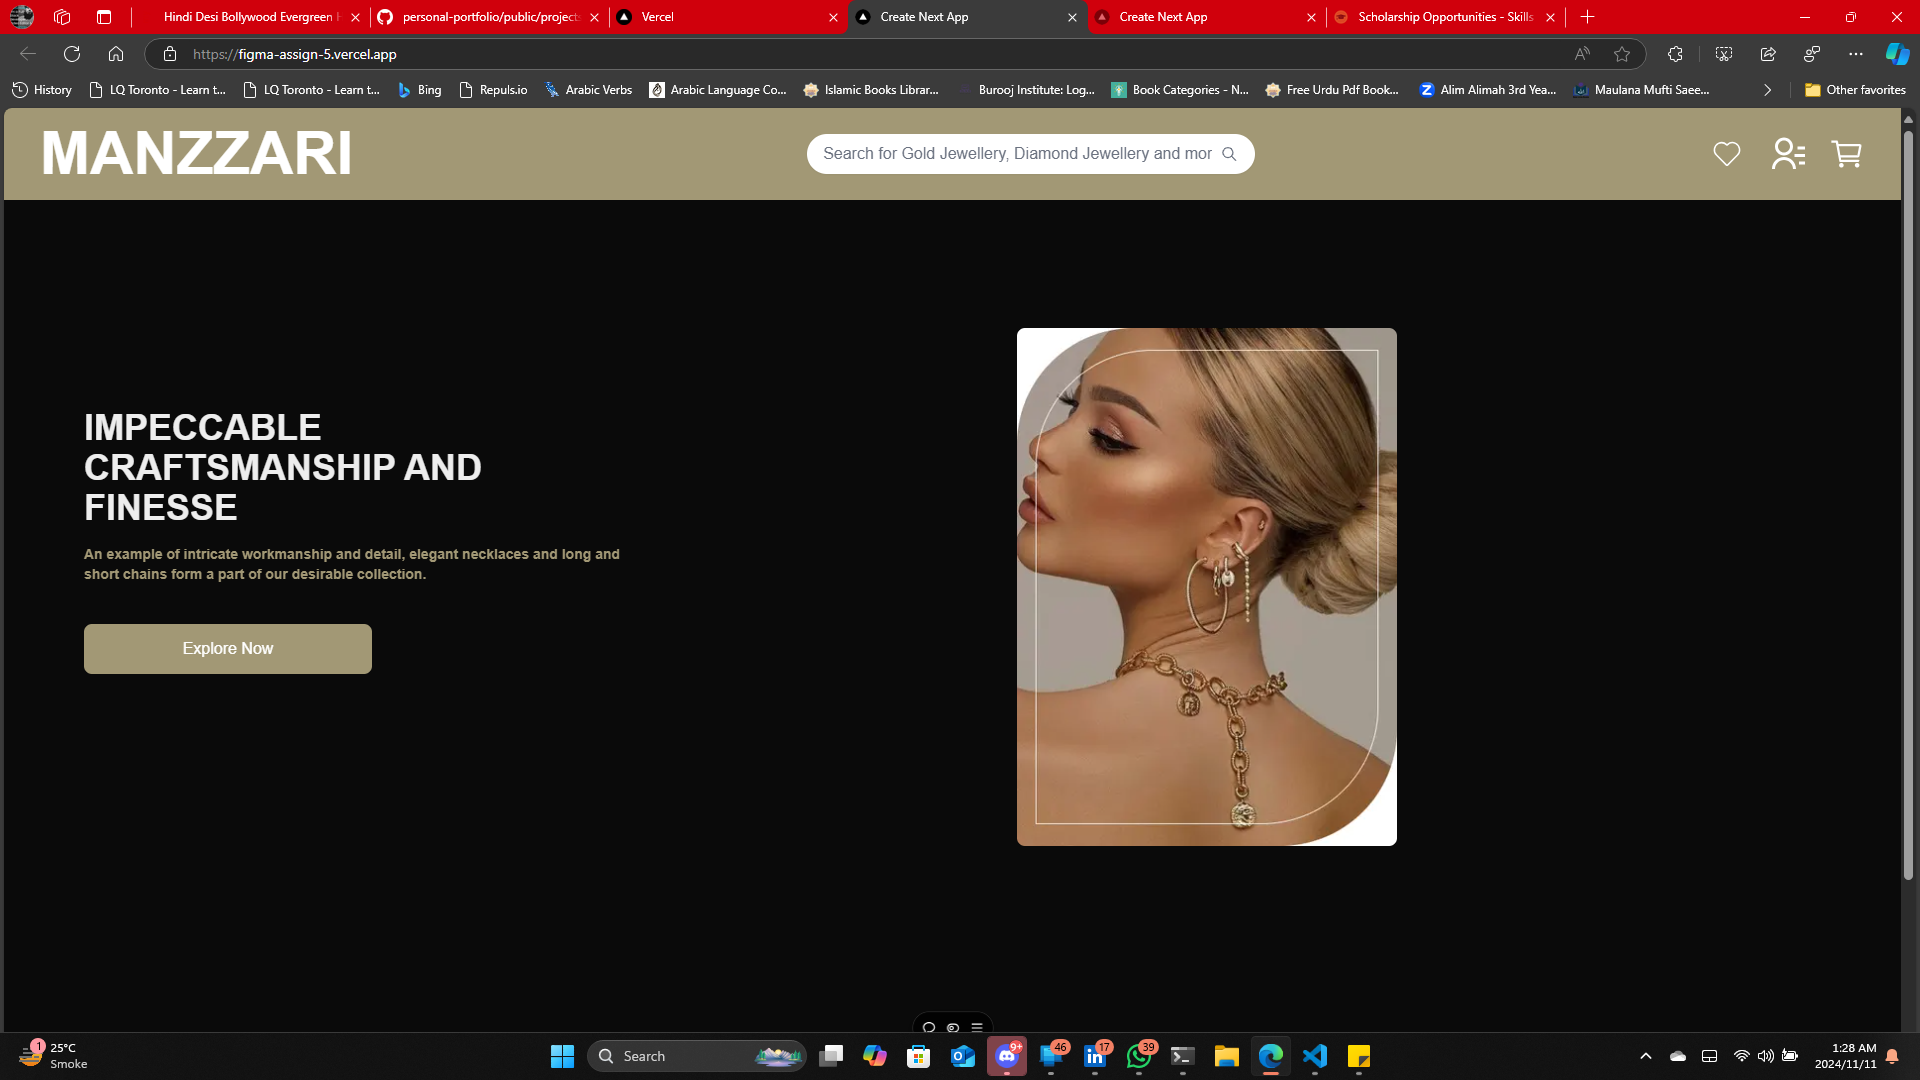 Hindi Desi Bollywood Evergreen
personal-portfolio/public/projects
Vercel
Create Next App
Create Next App
Scholarship Opportunities - Skills
https://figma-assign-5.vercel.app
History
LQ Toronto - Learn t...
LQ Toronto - Learn t...
Bing
Repuls.io
Arabic Verbs
Arabic Language Co...
Islamic Books Librar...
Burooj Institute: Log...
Book Categories - N...
Free Urdu Pdf Book...
Alim Alimah 3rd Yea...
Maulana Mufti Saee...
Other favorites
MANZZARI
Search for Gold Jewellery, Diamond Jewellery and mor
IMPECCABLE
CRAFTSMANSHIP AND
FINESSE
An example of intricate workmanship and detail, elegant necklaces and long and
short chains form a part of our desirable collection.
Explore Now
1
25°C
Smoke
Search
9+
46
17
39
1:28 AM
2024/11/11